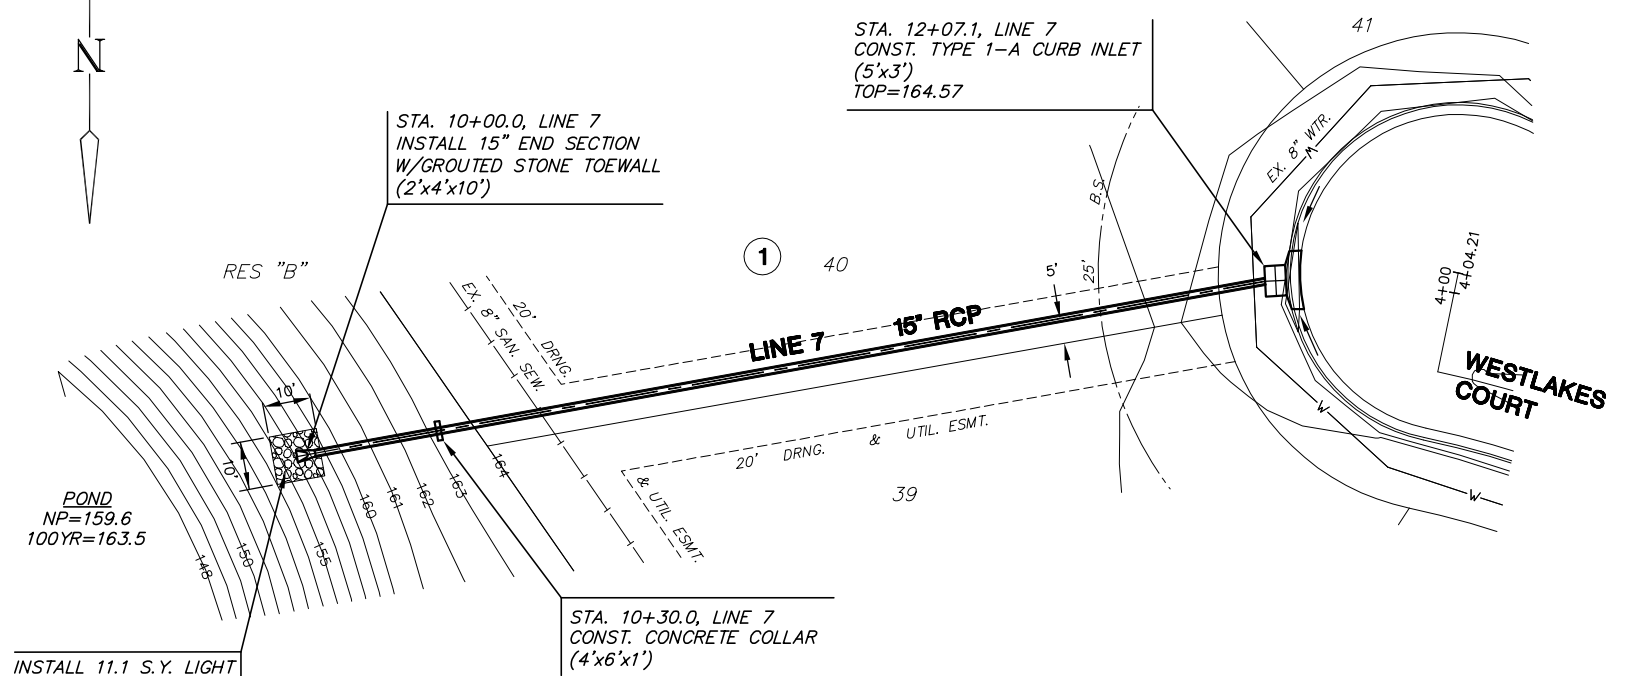 N
STA. 12+07.1, LINE 7
CONST. TYPE 1-A CURB INLET
(5'x3')
TOP=164.57
41
STA. 10+00.0, LINE 7
INSTALL 15" END SECTION
W/GROUTED STONE TOEWALL
(2'x4'x10')
EX. 8" WTR.
W
B.S.
25'
1
40
5'
RES "B"
20' DRNG.
EX. 8" SAN. SEW.
LINE 7
15" RCP
4+00
4+04.21
WESTLAKES
COURT
10'
10'
W
W
20' DRNG. & UTIL. ESMT.
& UTIL. ESMT.
39
164
163
162
161
160
155
150
148
POND
NP=159.6
100YR=163.5
STA. 10+30.0, LINE 7
CONST. CONCRETE COLLAR
(4'x6'x1')
INSTALL 11.1 S.Y. LIGHT